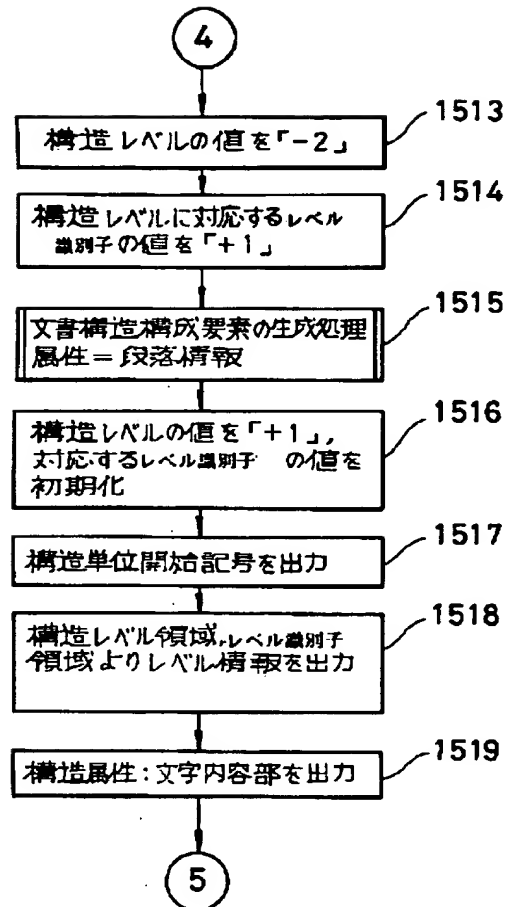 4
構造レベルの値を「-2」
1513
構造レベルに対応するレベル
識別子の値を「+1」
1514
文書構造構成要素の生成処理
属性=段落情報
1515
構造レベルの値を「+1」,
対応するレベル識別子 の値を
初期化
1516
構造単位開始記号を出力
1517
構造レベル領域,レベル識別子
領域よりレベル情報を出力
1518
構造属性:文字内容部を出力
1519
5